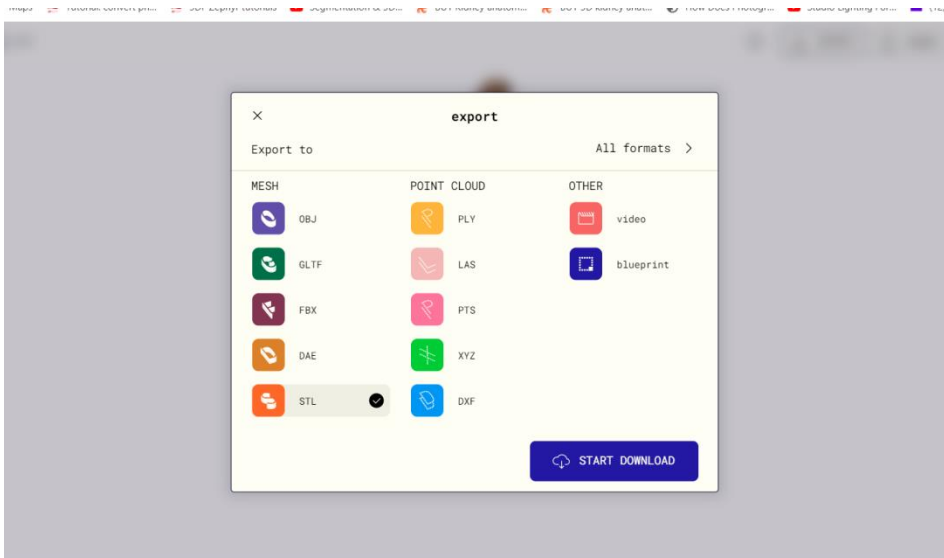 export
Export to
All formats
MESH
POINT CLOUD
OTHER
OBJ
PLY
video
GLTF
LAS
blueprint
FBX
PTS
DAE
XYZ
STL
DXF
START DOWNLOAD